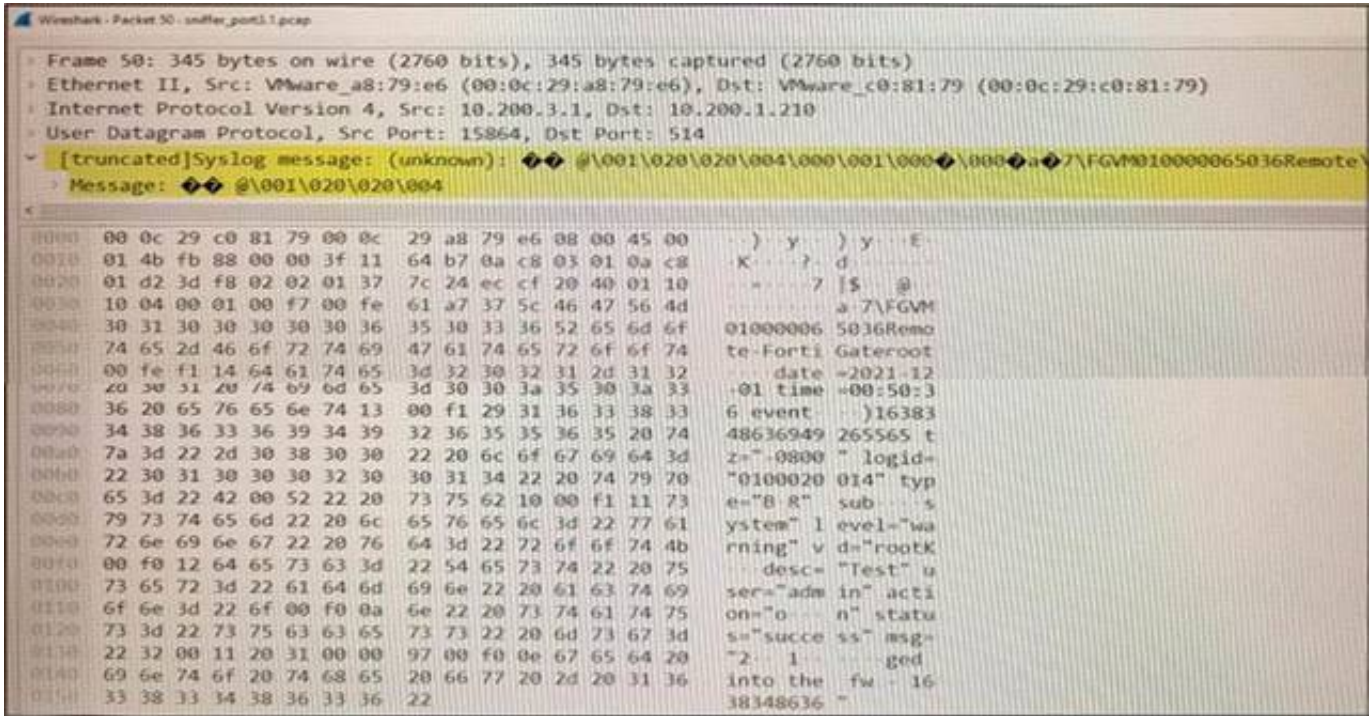 Wireshark - Packet 50 - sniffer_port3.1.pcap
Frame 50: 345 bytes on wire (2760 bits), 345 bytes captured (2760 bits)
Ethernet II, Src: VMware_a8:79:e6 (00:0c:29:a8:79:e6), Dst: VMware_c0:81:79 (00:0c:29:c0:81:79)
Internet Protocol Version 4, Src: 10.200.3.1, Dst: 10.200.1.210
User Datagram Protocol, Src Port: 15864, Dst Port: 514
[truncated]Syslog message: (unknown): �� @\001\020\020\004\000\001\000�\000�a�7\FGVM010000065036Remote\
Message: �� @\001\020\020\004
0000 00 0c 29 c0 81 79 00 0c 29 a8 79 e6 08 00 45 00 ··)··y·· )·y···E·
0010 01 4b fb 88 00 00 3f 11 64 b7 0a c8 03 01 0a c8 ·K····?· d·······
0020 01 d2 3d f8 02 02 01 37 7c 24 ec cf 20 40 01 10 ··=····7 |$·· @··
0030 10 04 00 01 00 f7 00 fe 61 a7 37 5c 46 47 56 4d ········ a·7\FGVM
0040 30 31 30 30 30 30 30 36 35 30 33 36 52 65 6d 6f 01000006 5036Remo
0050 74 65 2d 46 6f 72 74 69 47 61 74 65 72 6f 6f 74 te-Forti Gateroot
0060 00 fe f1 14 64 61 74 65 3d 32 30 32 31 2d 31 32 ····date =2021-12
0070 2d 30 31 20 74 69 6d 65 3d 30 30 3a 35 30 3a 33 -01 time =00:50:3
0080 36 20 65 76 65 6e 74 13 00 f1 29 31 36 33 38 33 6 event· ··)16383
0090 34 38 36 33 36 39 34 39 32 36 35 35 36 35 20 74 48636949 265565 t
00a0 7a 3d 22 2d 30 38 30 30 22 20 6c 6f 67 69 64 3d z="-0800 " logid=
00b0 22 30 31 30 30 30 32 30 30 31 34 22 20 74 79 70 "0100020 014" typ
00c0 65 3d 22 42 00 52 22 20 73 75 62 10 00 f1 11 73 e="B·R" sub····s
00d0 79 73 74 65 6d 22 20 6c 65 76 65 6c 3d 22 77 61 ystem" l evel="wa
00e0 72 6e 69 6e 67 22 20 76 64 3d 22 72 6f 6f 74 4b rning" v d="rootK
00f0 00 f0 12 64 65 73 63 3d 22 54 65 73 74 22 20 75 ···desc= "Test" u
0100 73 65 72 3d 22 61 64 6d 69 6e 22 20 61 63 74 69 ser="adm in" acti
0110 6f 6e 3d 22 6f 00 f0 0a 6e 22 20 73 74 61 74 75 on="o··· n" statu
0120 73 3d 22 73 75 63 63 65 73 73 22 20 6d 73 67 3d s="succe ss" msg=
0130 22 32 00 11 20 31 00 00 97 00 f0 0e 67 65 64 20 "2·· 1·· ····ged
0140 69 6e 74 6f 20 74 68 65 20 66 77 20 2d 20 31 36 into the  fw - 16
0150 33 38 33 34 38 36 33 36 22 38348636 "